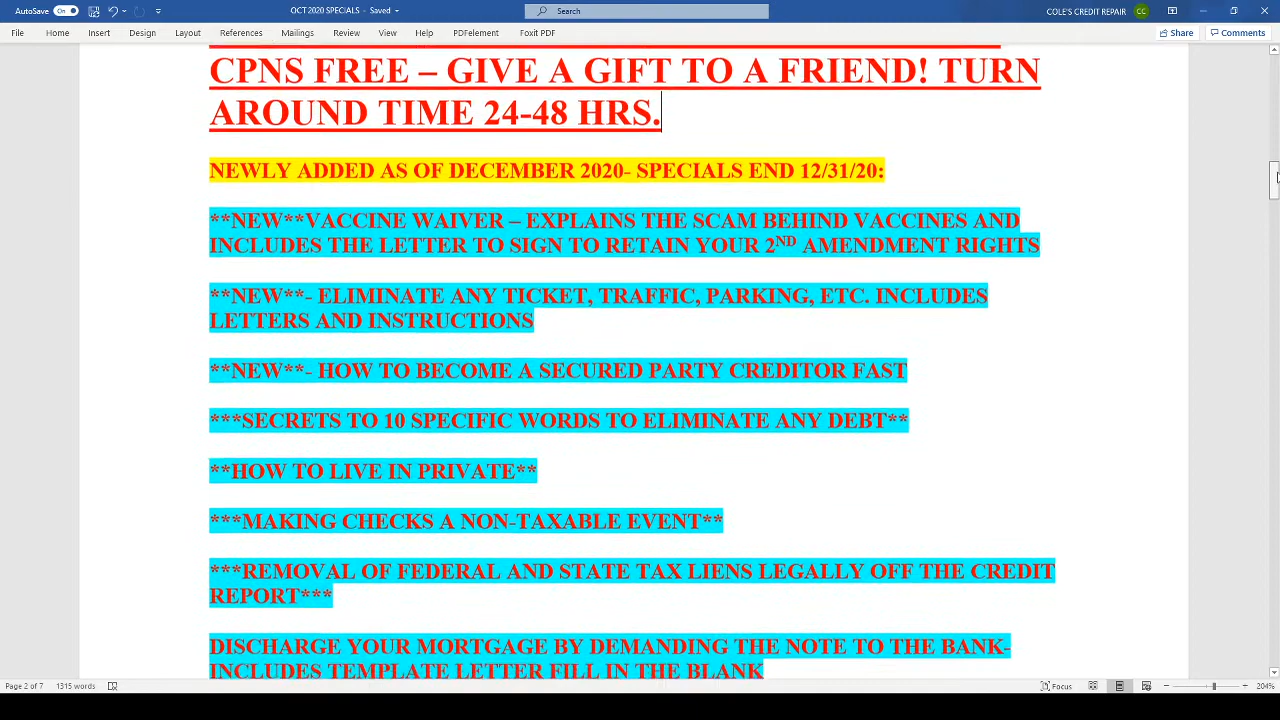 AutoSave On OCT 2020 SPECIALS - Saved Search COLE'S CREDIT REPAIR CC
File Home Insert Design Layout References Mailings Review View Help PDFelement Foxit PDF Share Comments
CPNS FREE – GIVE A GIFT TO A FRIEND! TURN
AROUND TIME 24-48 HRS.
NEWLY ADDED AS OF DECEMBER 2020- SPECIALS END 12/31/20:
**NEW**VACCINE WAIVER – EXPLAINS THE SCAM BEHIND VACCINES AND
INCLUDES THE LETTER TO SIGN TO RETAIN YOUR 2ND AMENDMENT RIGHTS
**NEW**- ELIMINATE ANY TICKET, TRAFFIC, PARKING, ETC. INCLUDES
LETTERS AND INSTRUCTIONS
**NEW**- HOW TO BECOME A SECURED PARTY CREDITOR FAST
***SECRETS TO 10 SPECIFIC WORDS TO ELIMINATE ANY DEBT**
**HOW TO LIVE IN PRIVATE**
***MAKING CHECKS A NON-TAXABLE EVENT**
***REMOVAL OF FEDERAL AND STATE TAX LIENS LEGALLY OFF THE CREDIT
REPORT***
DISCHARGE YOUR MORTGAGE BY DEMANDING THE NOTE TO THE BANK-
INCLUDES TEMPLATE LETTER FILL IN THE BLANK
Page 2 of 7 1315 words Focus 204%